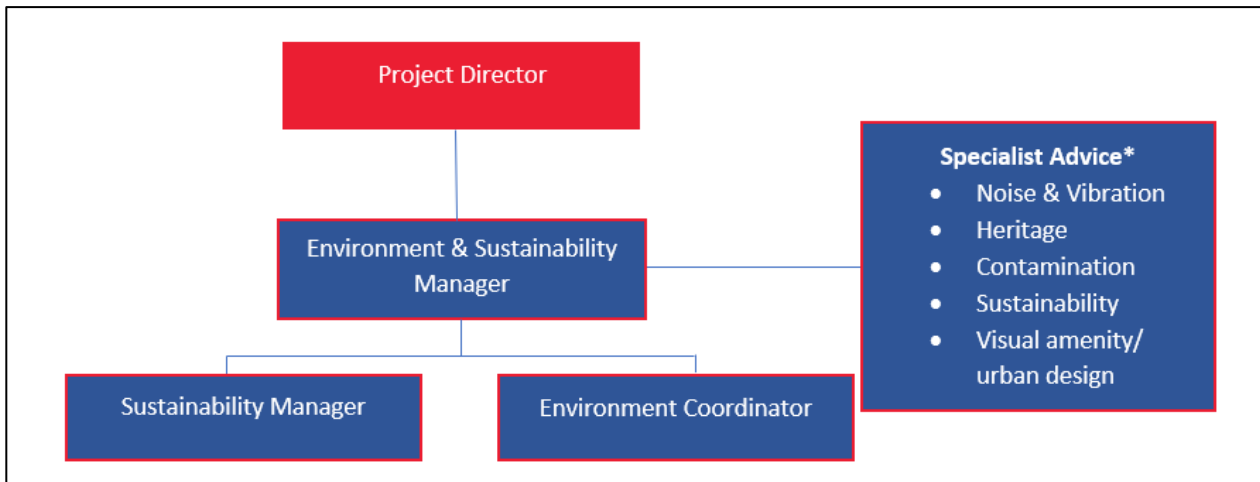 Project Director
Specialist Advice*
• Noise & Vibration
• Heritage
• Contamination
• Sustainability
• Visual amenity/
urban design
Environment & Sustainability
Manager
Sustainability Manager
Environment Coordinator